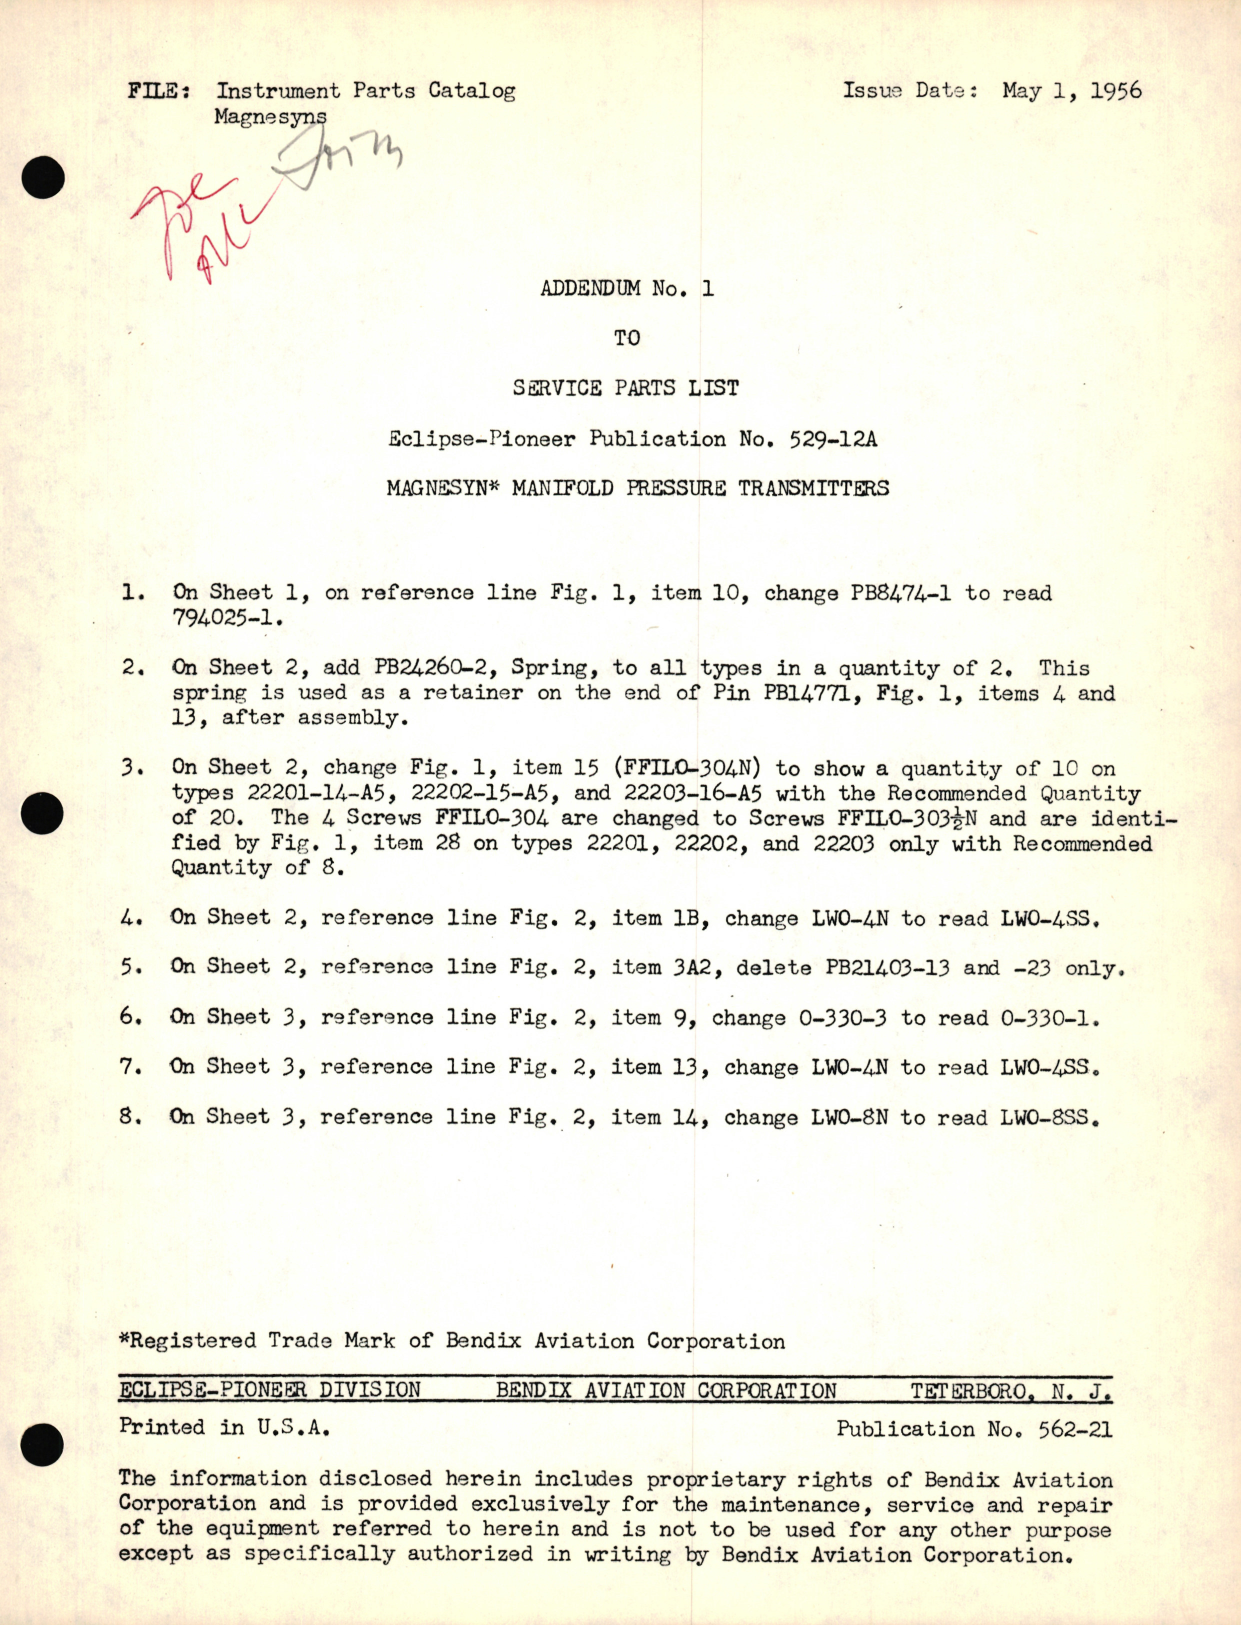 FILE: Instrument Parts Catalog
Issue Date: May 1, 1956
Magnesyns
Joe
ADDENDUM No. 1
TO
SERVICE PARTS LIST
Eclipse-Pioneer Publication No. 529-12A
MAGNESYN* MANIFOLD PRESSURE TRANSMITTERS
1. On Sheet 1, on reference line Fig. 1, item 10, change PB8474-1 to read
794025-1.
2. On Sheet 2, add PB24260-2, Spring, to all types in a quantity of 2. This
spring is used as a retainer on the end of Pin PB14771, Fig. 1, items 4 and
13, after assembly.
3. On Sheet 2, change Fig. 1, item 15 (FFILO-304N) to show a quantity of 10 on
types 22201-14-A5, 22202-15-A5, and 22203-16-A5 with the Recommended Quantity
of 20. The 4 Screws FFILO-304 are changed to Screws FFILO-303½N and are identi-
fied by Fig. 1, item 28 on types 22201, 22202, and 22203 only with Recommended
Quantity of 8.
4. On Sheet 2, reference line Fig. 2, item 1B, change LWO-4N to read LWO-4SS.
5. On Sheet 2, reference line Fig. 2, item 3A2, delete PB21403-13 and -23 only.
6. On Sheet 3, reference line Fig. 2, item 9, change 0-330-3 to read 0-330-1.
7. On Sheet 3, reference line Fig. 2, item 13, change LWO-4N to read LWO-4SS.
8. On Sheet 3, reference line Fig. 2, item 14, change LWO-8N to read LWO-8SS.
*Registered Trade Mark of Bendix Aviation Corporation
ECLIPSE-PIONEER DIVISION BENDIX AVIATION CORPORATION TETERBORO, N. J.
Printed in U.S.A. Publication No. 562-21
The information disclosed herein includes proprietary rights of Bendix Aviation
Corporation and is provided exclusively for the maintenance, service and repair
of the equipment referred to herein and is not to be used for any other purpose
except as specifically authorized in writing by Bendix Aviation Corporation.